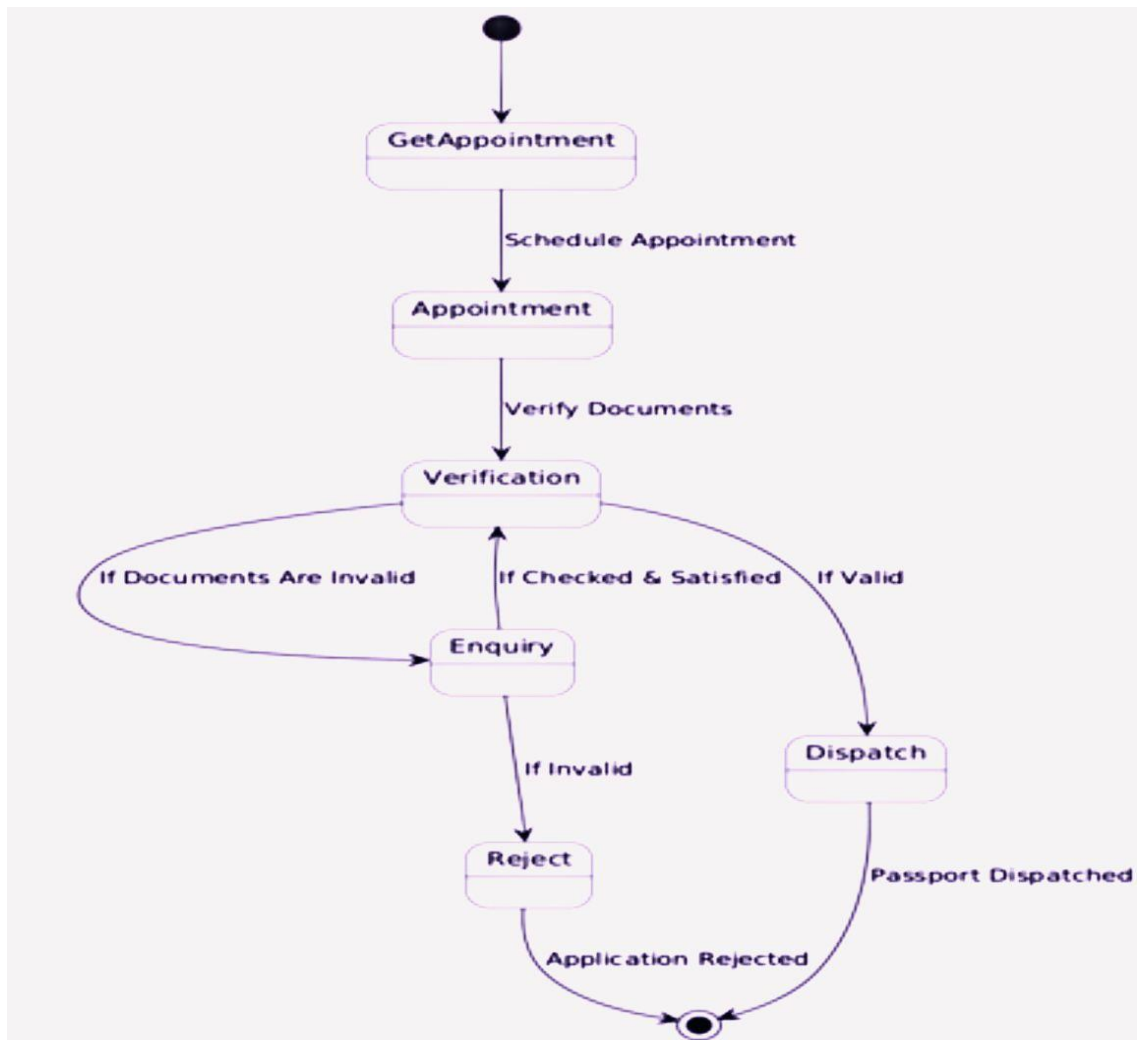 GetAppointment
Schedule Appointment
Appointment
Verify Documents
Verification
If Documents Are Invalid
If Checked & Satisfied
If Valid
Enquiry
If Invalid
Dispatch
Reject
Passport Dispatched
Application Rejected